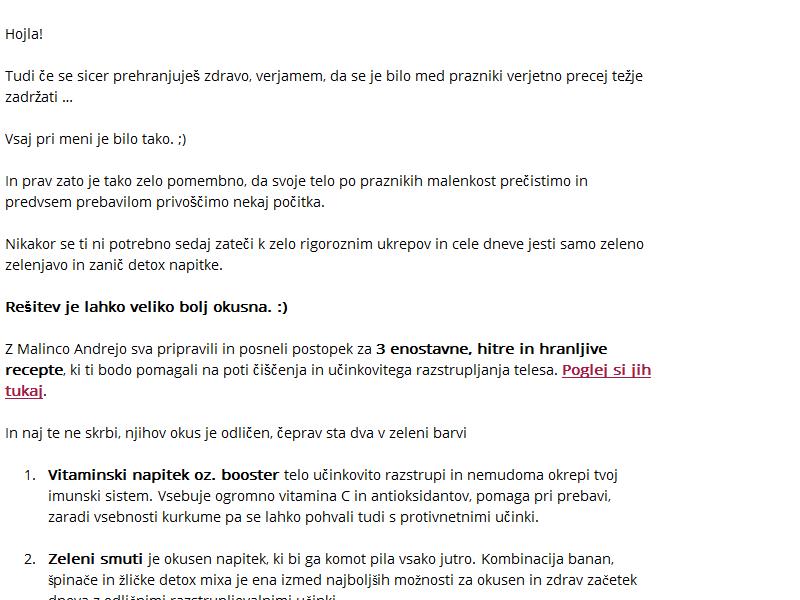 Hojla!
Tudi če se sicer prehranjuješ zdravo, verjamem, da se je bilo med prazniki verjetno precej težje
zadržati ...
Vsaj pri meni je bilo tako. ;)
In prav zato je tako zelo pomembno, da svoje telo po praznikih malenkost prečistimo in
predvsem prebavilom privoščimo nekaj počitka.
Nikakor se ti ni potrebno sedaj zateči k zelo rigoroznim ukrepov in cele dneve jesti samo zeleno
zelenjavo in zanič detox napitke.
Rešitev je lahko veliko bolj okusna. :)
Z Malinco Andrejo sva pripravili in posneli postopek za 3 enostavne, hitre in hranljive
recepte, ki ti bodo pomagali na poti čiščenja in učinkovitega razstrupljanja telesa. Poglej si jih
tukaj.
In naj te ne skrbi, njihov okus je odličen, čeprav sta dva v zeleni barvi
1. Vitaminski napitek oz. booster telo učinkovito razstrupi in nemudoma okrepi tvoj
imunski sistem. Vsebuje ogromno vitamina C in antioksidantov, pomaga pri prebavi,
zaradi vsebnosti kurkume pa se lahko pohvali tudi s protivnetnimi učinki.
2. Zeleni smuti je okusen napitek, ki bi ga komot pila vsako jutro. Kombinacija banan,
špinače in žličke detox mixa je ena izmed najboljših možnosti za okusen in zdrav začetek
dneva z odličnimi razstrupljevalnimi učinki.